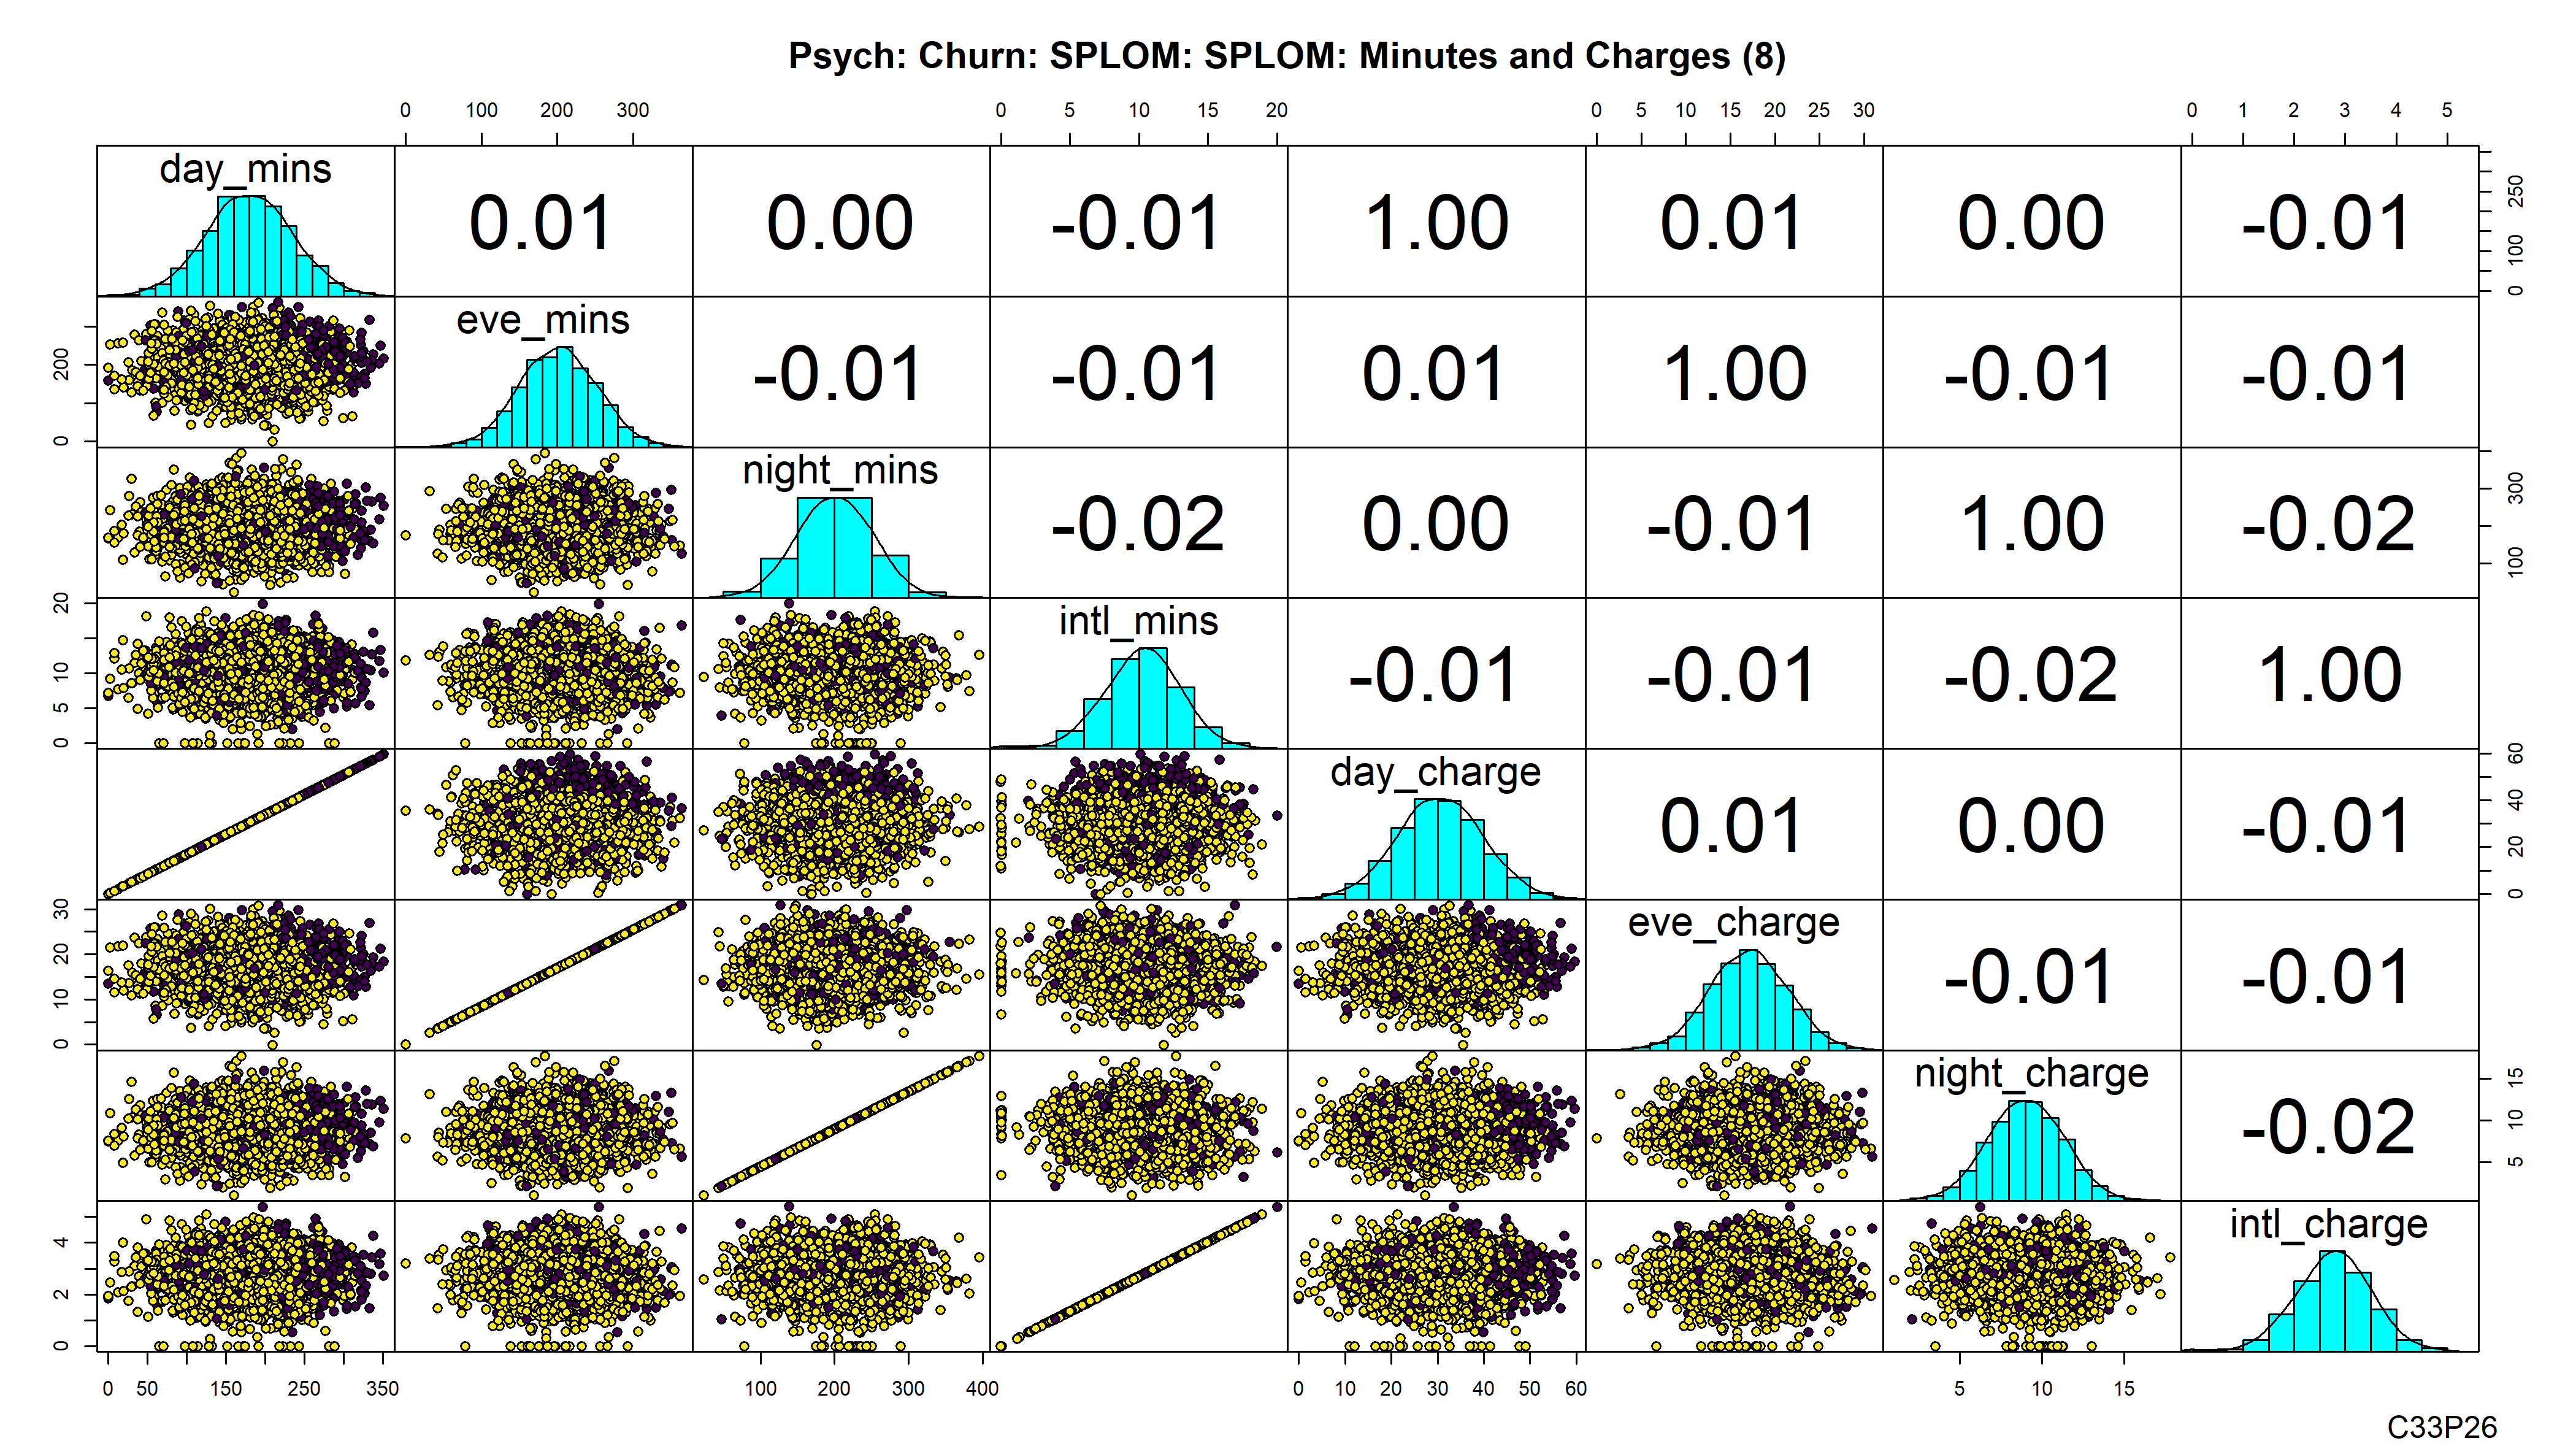 Psych: Churn: SPLOM: SPLOM: Minutes and Charges (8)
0 100 200 300 0 5 10 15 20 0 5 10 15 20 25 30 0 1 2 3 4 5
day_mins 0.01 0.00 -0.01 1.00 0.01 0.00 -0.01 0 100 250
0 200 eve_mins -0.01 -0.01 0.01 1.00 -0.01 -0.01
night_mins -0.02 0.00 -0.01 1.00 -0.02 100 300
0 5 10 20 intl_mins -0.01 -0.01 -0.02 1.00
day_charge 0.01 0.00 -0.01 0 20 40 60
0 10 20 30 eve_charge -0.01 -0.01
night_charge -0.02 5 10 15
0 2 4 intl_charge
0 50 150 250 350 100 200 300 400 0 10 20 30 40 50 60 5 10 15
C33P26